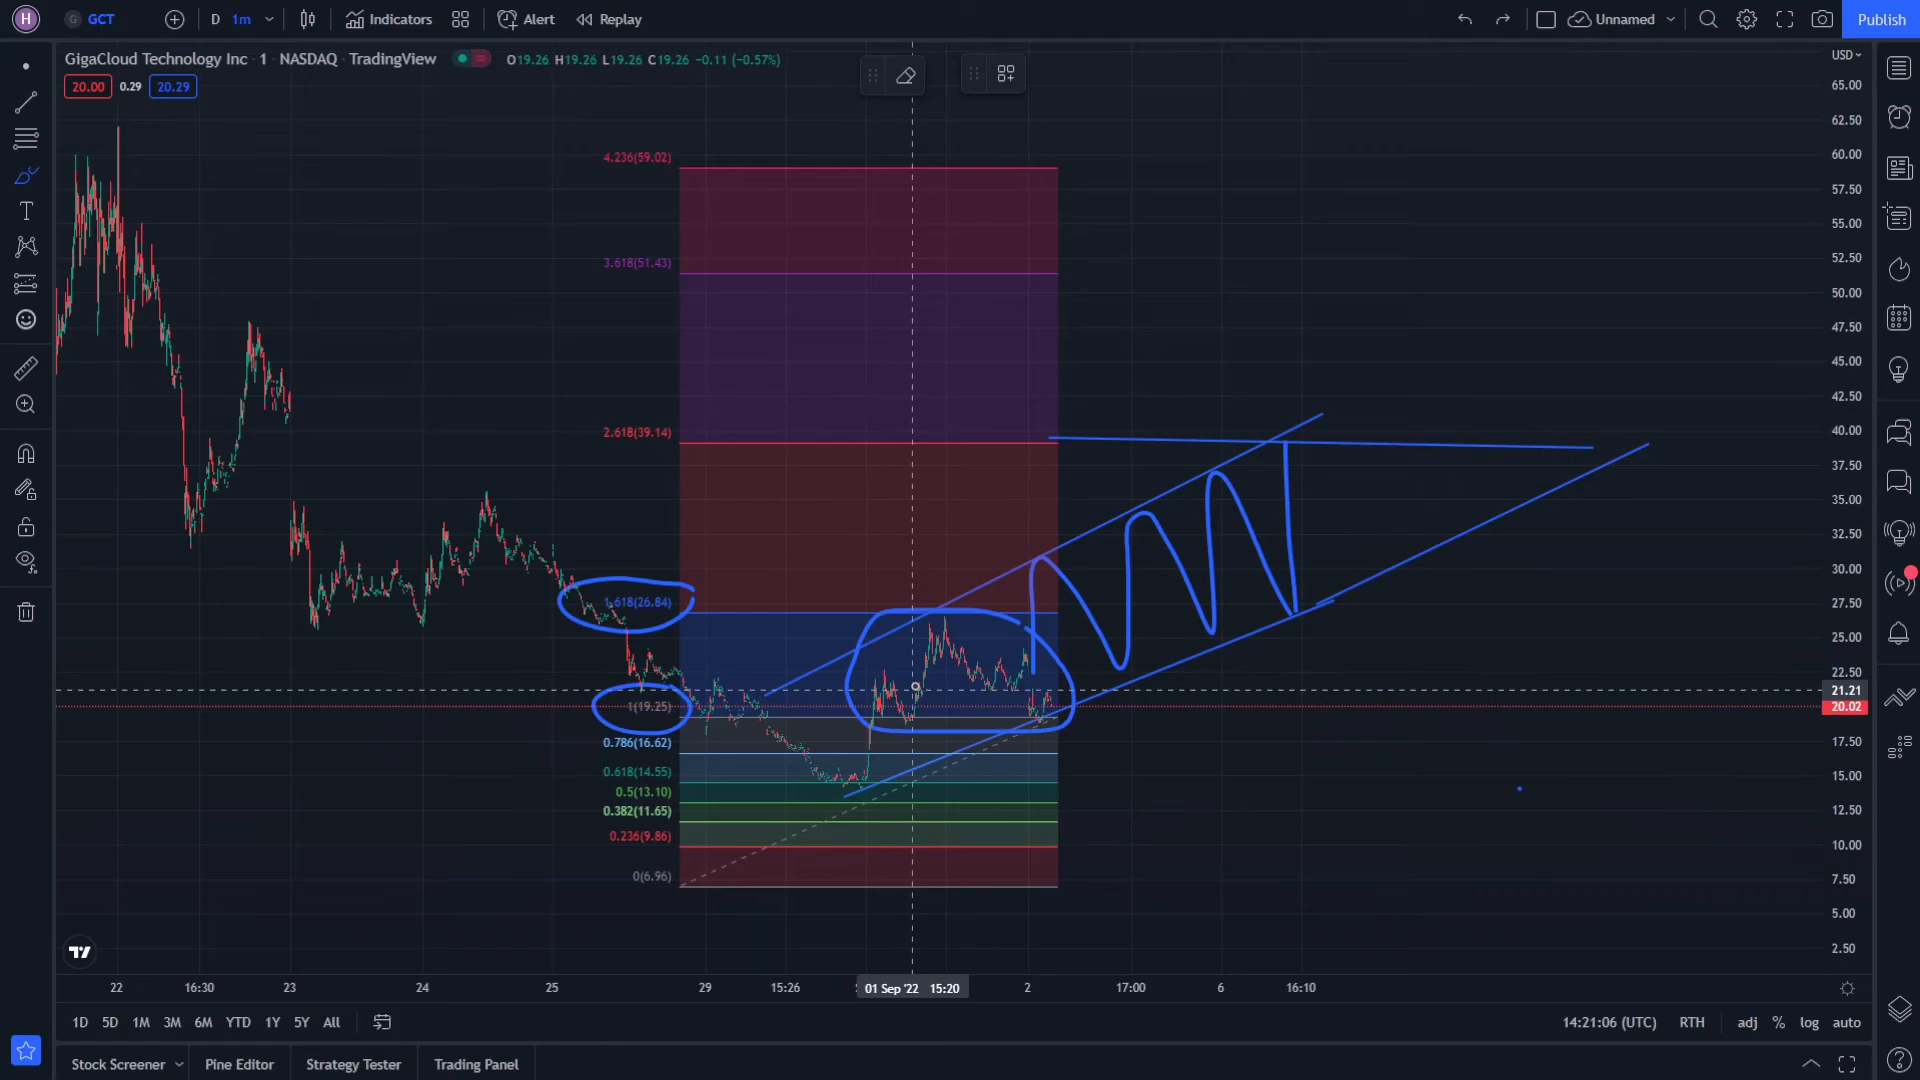 H
G GCT
D 1m
Indicators
Alert
Replay
Unnamed
Publish
GigaCloud Technology Inc · 1 · NASDAQ · TradingView
O19.26 H19.26 L19.26 C19.26 -0.11 (-0.57%)
20.00 0.29 20.29
USD
65.00
62.50
60.00
57.50
55.00
52.50
50.00
47.50
45.00
42.50
40.00
37.50
35.00
32.50
30.00
27.50
25.00
22.50
21.21
20.02
17.50
15.00
12.50
10.00
7.50
5.00
2.50
4.236(59.02)
3.618(51.43)
2.618(39.14)
1.618(26.84)
1(19.25)
0.786(16.62)
0.618(14.55)
0.5(13.10)
0.382(11.65)
0.236(9.86)
0(6.96)
22 16:30 23 24 25 29 15:26 01 Sep '22 15:20 2 17:00 6 16:10
1D 5D 1M 3M 6M YTD 1Y 5Y All
14:21:06 (UTC) RTH adj % log auto
Stock Screener Pine Editor Strategy Tester Trading Panel